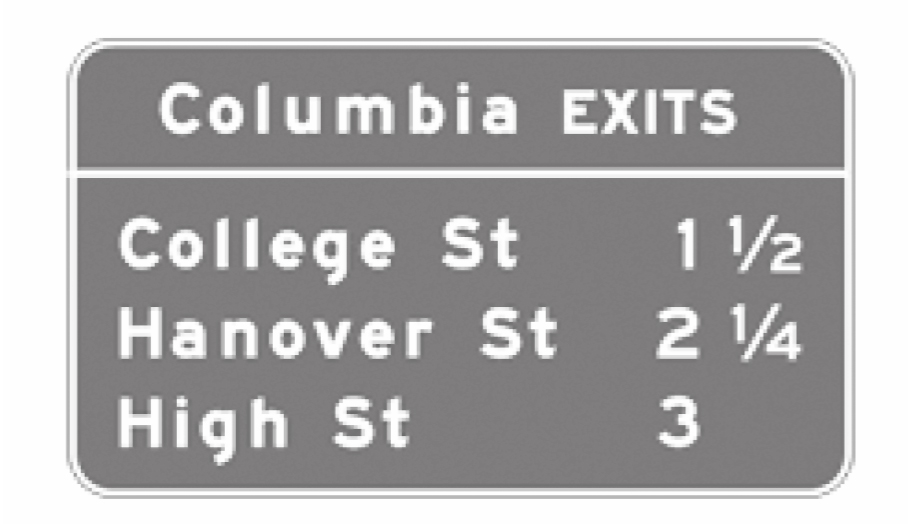 Columbia EXITS
College St 1 ½
Hanover St 2 ¼
High St 3